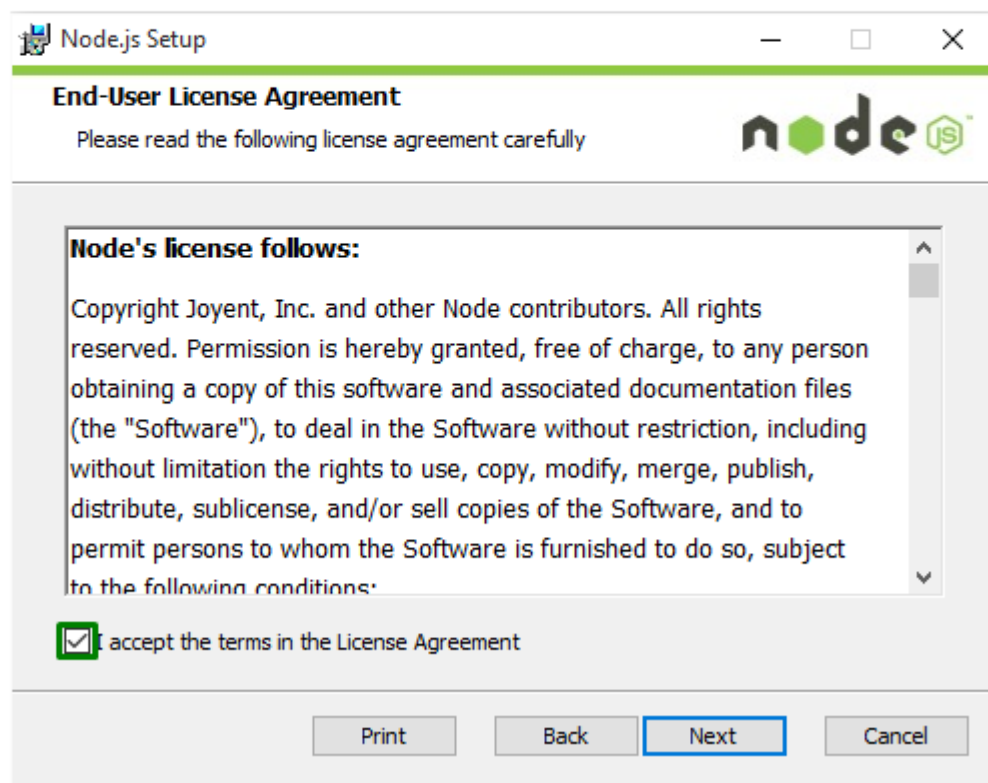 Node.js Setup
End-User License Agreement
Please read the following license agreement carefully
node JS™
Node's license follows:
Copyright Joyent, Inc. and other Node contributors. All rights
reserved. Permission is hereby granted, free of charge, to any person
obtaining a copy of this software and associated documentation files
(the "Software"), to deal in the Software without restriction, including
without limitation the rights to use, copy, modify, merge, publish,
distribute, sublicense, and/or sell copies of the Software, and to
permit persons to whom the Software is furnished to do so, subject
to the following conditions:
I accept the terms in the License Agreement
Print Back Next Cancel